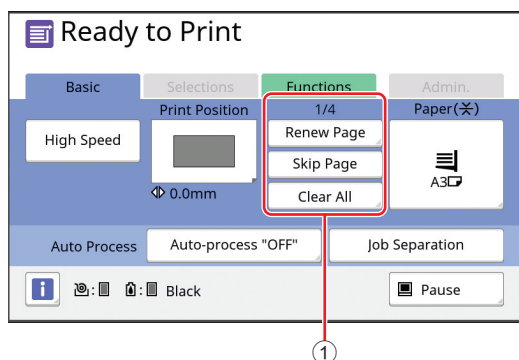 Ready to Print
Basic Selections Functions Admin.
Print Position 1/4 Paper(⚹)
High Speed Renew Page
Skip Page
A3
0.0mm Clear All
Auto Process Auto-process "OFF" Job Separation
i : : Black Pause
1